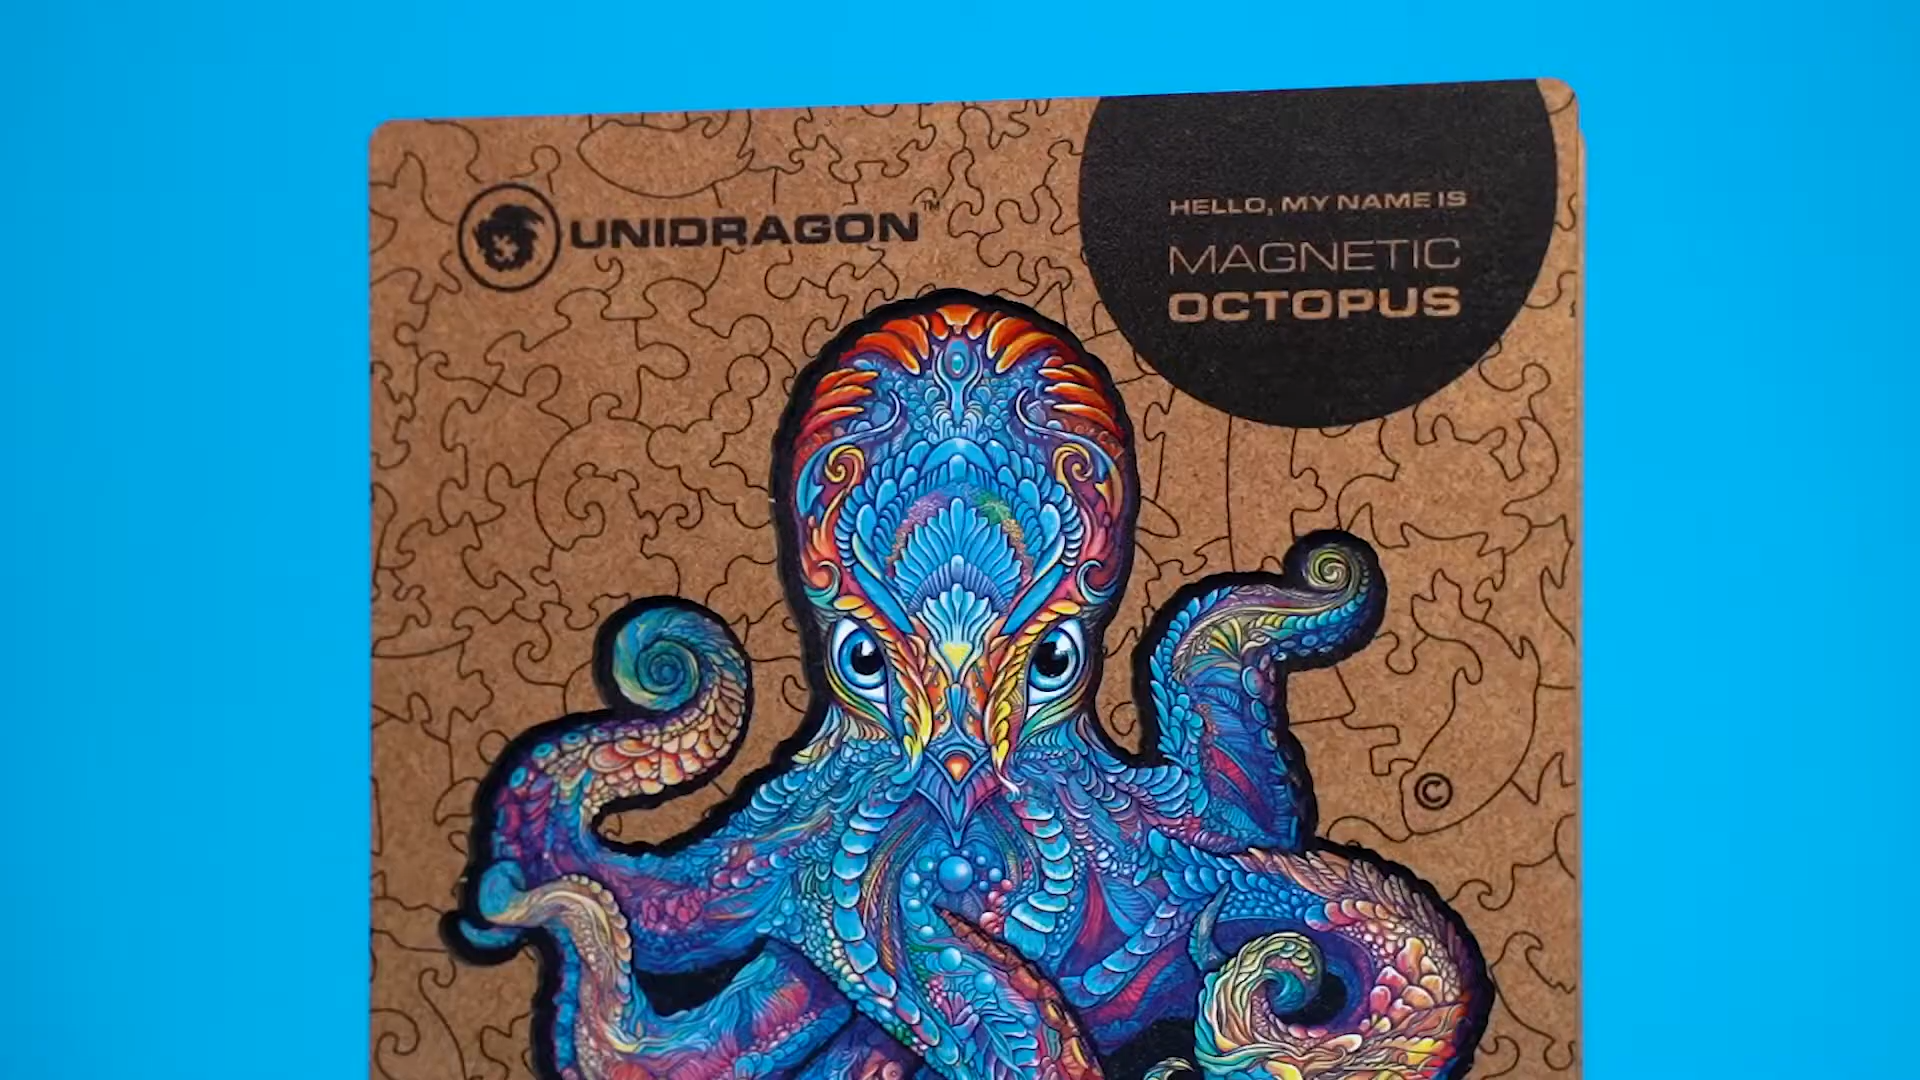 UNIDRAGON™
HELLO, MY NAME IS
MAGNETIC
OCTOPUS
©